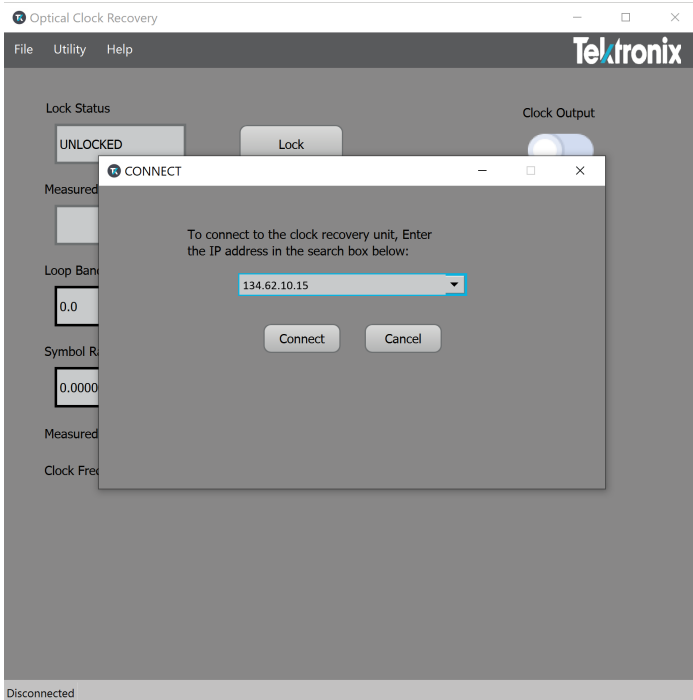 Optical Clock Recovery
File Utility Help
Tektronix
Lock Status
Clock Output
UNLOCKED
Lock
CONNECT
Measured
To connect to the clock recovery unit, Enter
the IP address in the search box below:
Loop Band
134.62.10.15
0.0
Connect Cancel
Symbol Ra
0.0000
Measured
Clock Freq
Disconnected